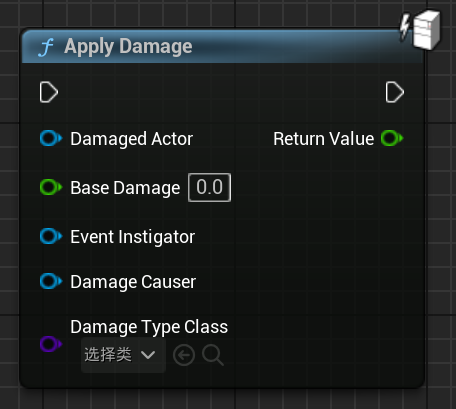 f Apply Damage
Damaged Actor Return Value
Base Damage 0.0
Event Instigator
Damage Causer
Damage Type Class
选择类